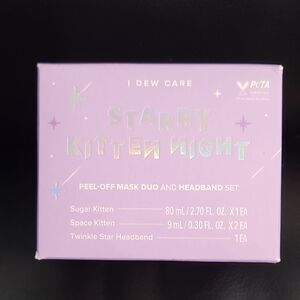 I DEW CARE
PETA
STARRY
KITTEN NIGHT
PEEL-OFF MASK DUO AND HEADBAND SET
Sugar Kitten 80 mL / 2.70 FL. OZ. X 1 EA
Space Kitten 9 mL / 0.30 FL. OZ. X 2 EA
Twinkle Star Headband 1 EA